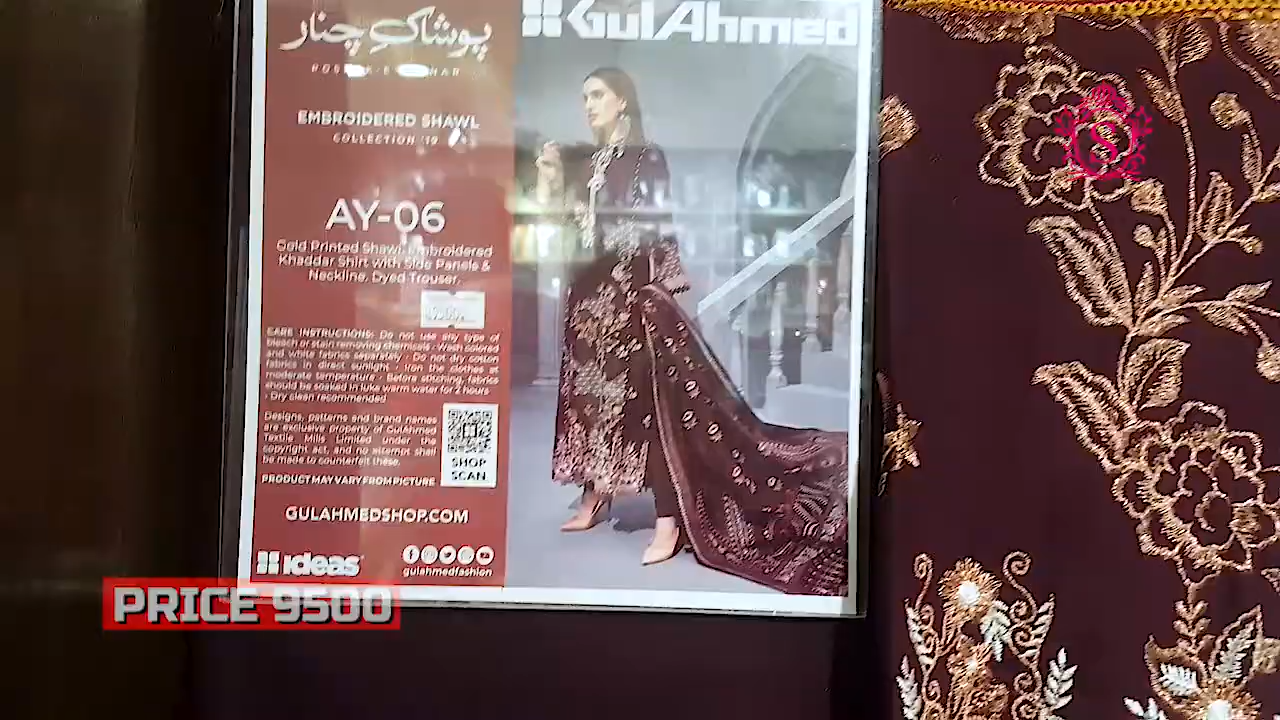 پوشاکِ چنار
GulAhmed
EMBROIDERED SHAWL
COLLECTION '19
S
AY-06
Gold Printed Shawl, Embroidered
Khaddar Shirt with Side Panels &
Neckline. Dyed Trouser.
CARE INSTRUCTIONS: Do not use any type of
bleach or stain removing chemicals • Wash colored
and white fabrics separately • Do not dry cotton
fabrics in direct sunlight • Iron the clothes at
moderate temperature • Before stitching, fabrics
should be soaked in luke warm water for 2 hours
• Dry clean recommended
Designs, patterns and brand names
are exclusive property of GulAhmed
Textile Mills Limited under the
copyright act, and no attempt shall
be made to counterfeit these.
SHOP
SCAN
PRODUCT MAY VARY FROM PICTURE
GULAHMEDSHOP.COM
ideas
gulahmedfashion
PRICE 9500